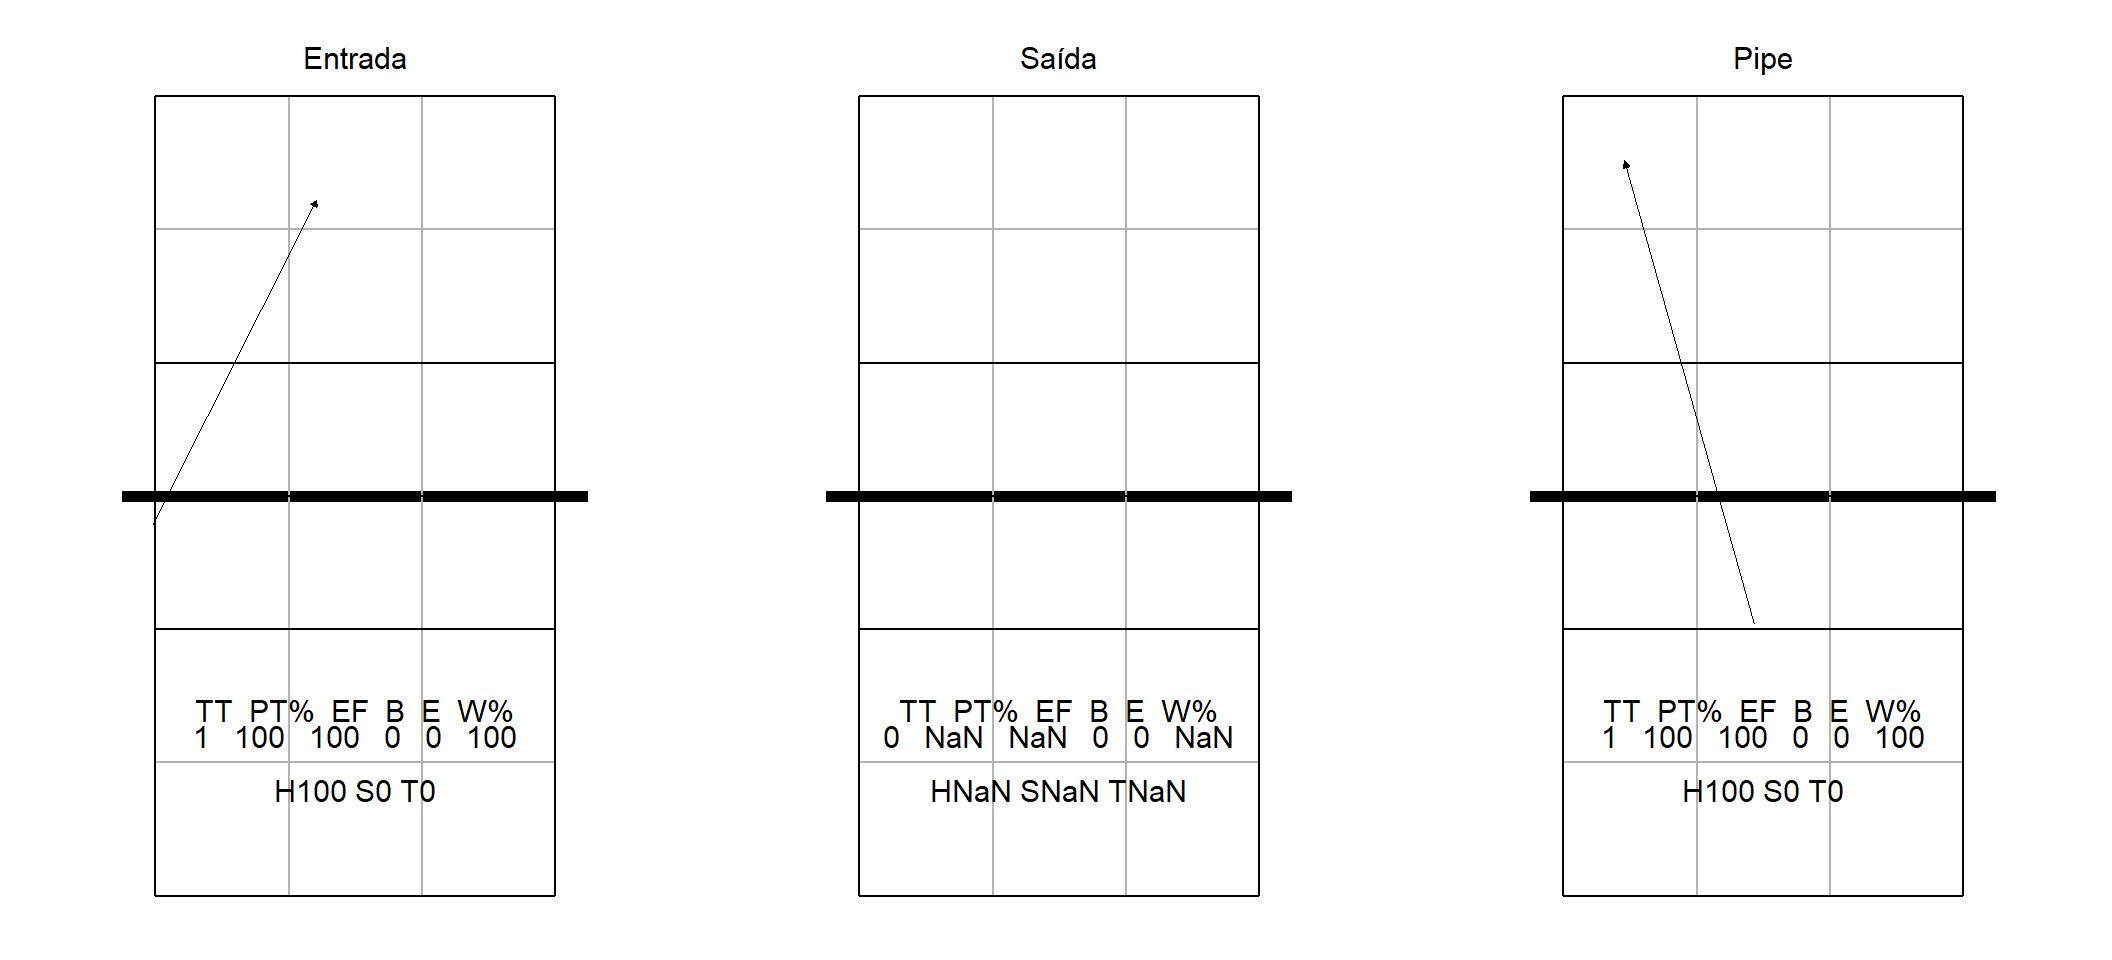 Entrada
TT PT% EF B E W%
1 100 100 0 0 100
H100 S0 T0
Saída
TT PT% EF B E W%
0 NaN NaN 0 0 NaN
HNaN SNaN TNaN
Pipe
TT PT% EF B E W%
1 100 100 0 0 100
H100 S0 T0